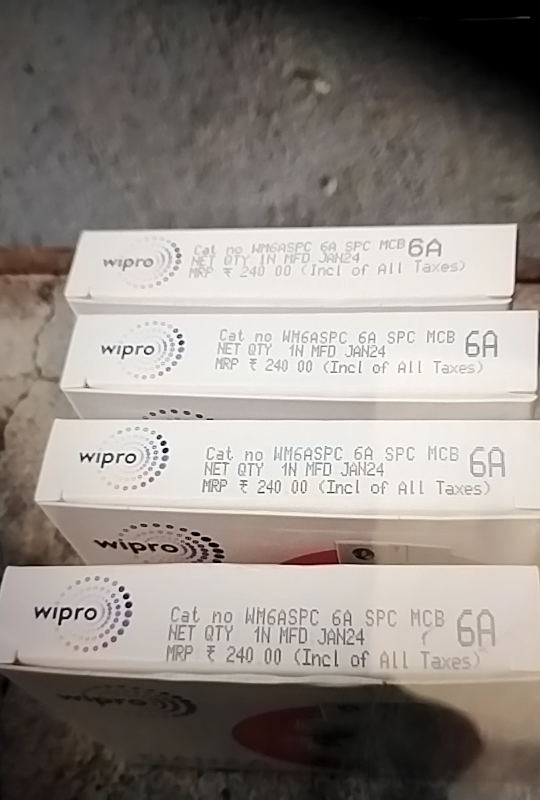 wipro
Cat no WM6ASPC 6A SPC MCB 6A
NET QTY 1N MFD JAN24
MRP ₹ 240 00 (Incl of All Taxes)
wipro
Cat no WM6ASPC 6A SPC MCB 6A
NET QTY 1N MFD JAN24
MRP ₹ 240 00 (Incl of All Taxes)
wipro
Cat no WM6ASPC 6A SPC MCB 6A
NET QTY 1N MFD JAN24
MRP ₹ 240 00 (Incl of All Taxes)
wipro
wipro
Cat no WM6ASPC 6A SPC MCB 6A
NET QTY 1N MFD JAN24
MRP ₹ 240 00 (Incl of All Taxes)
wipro